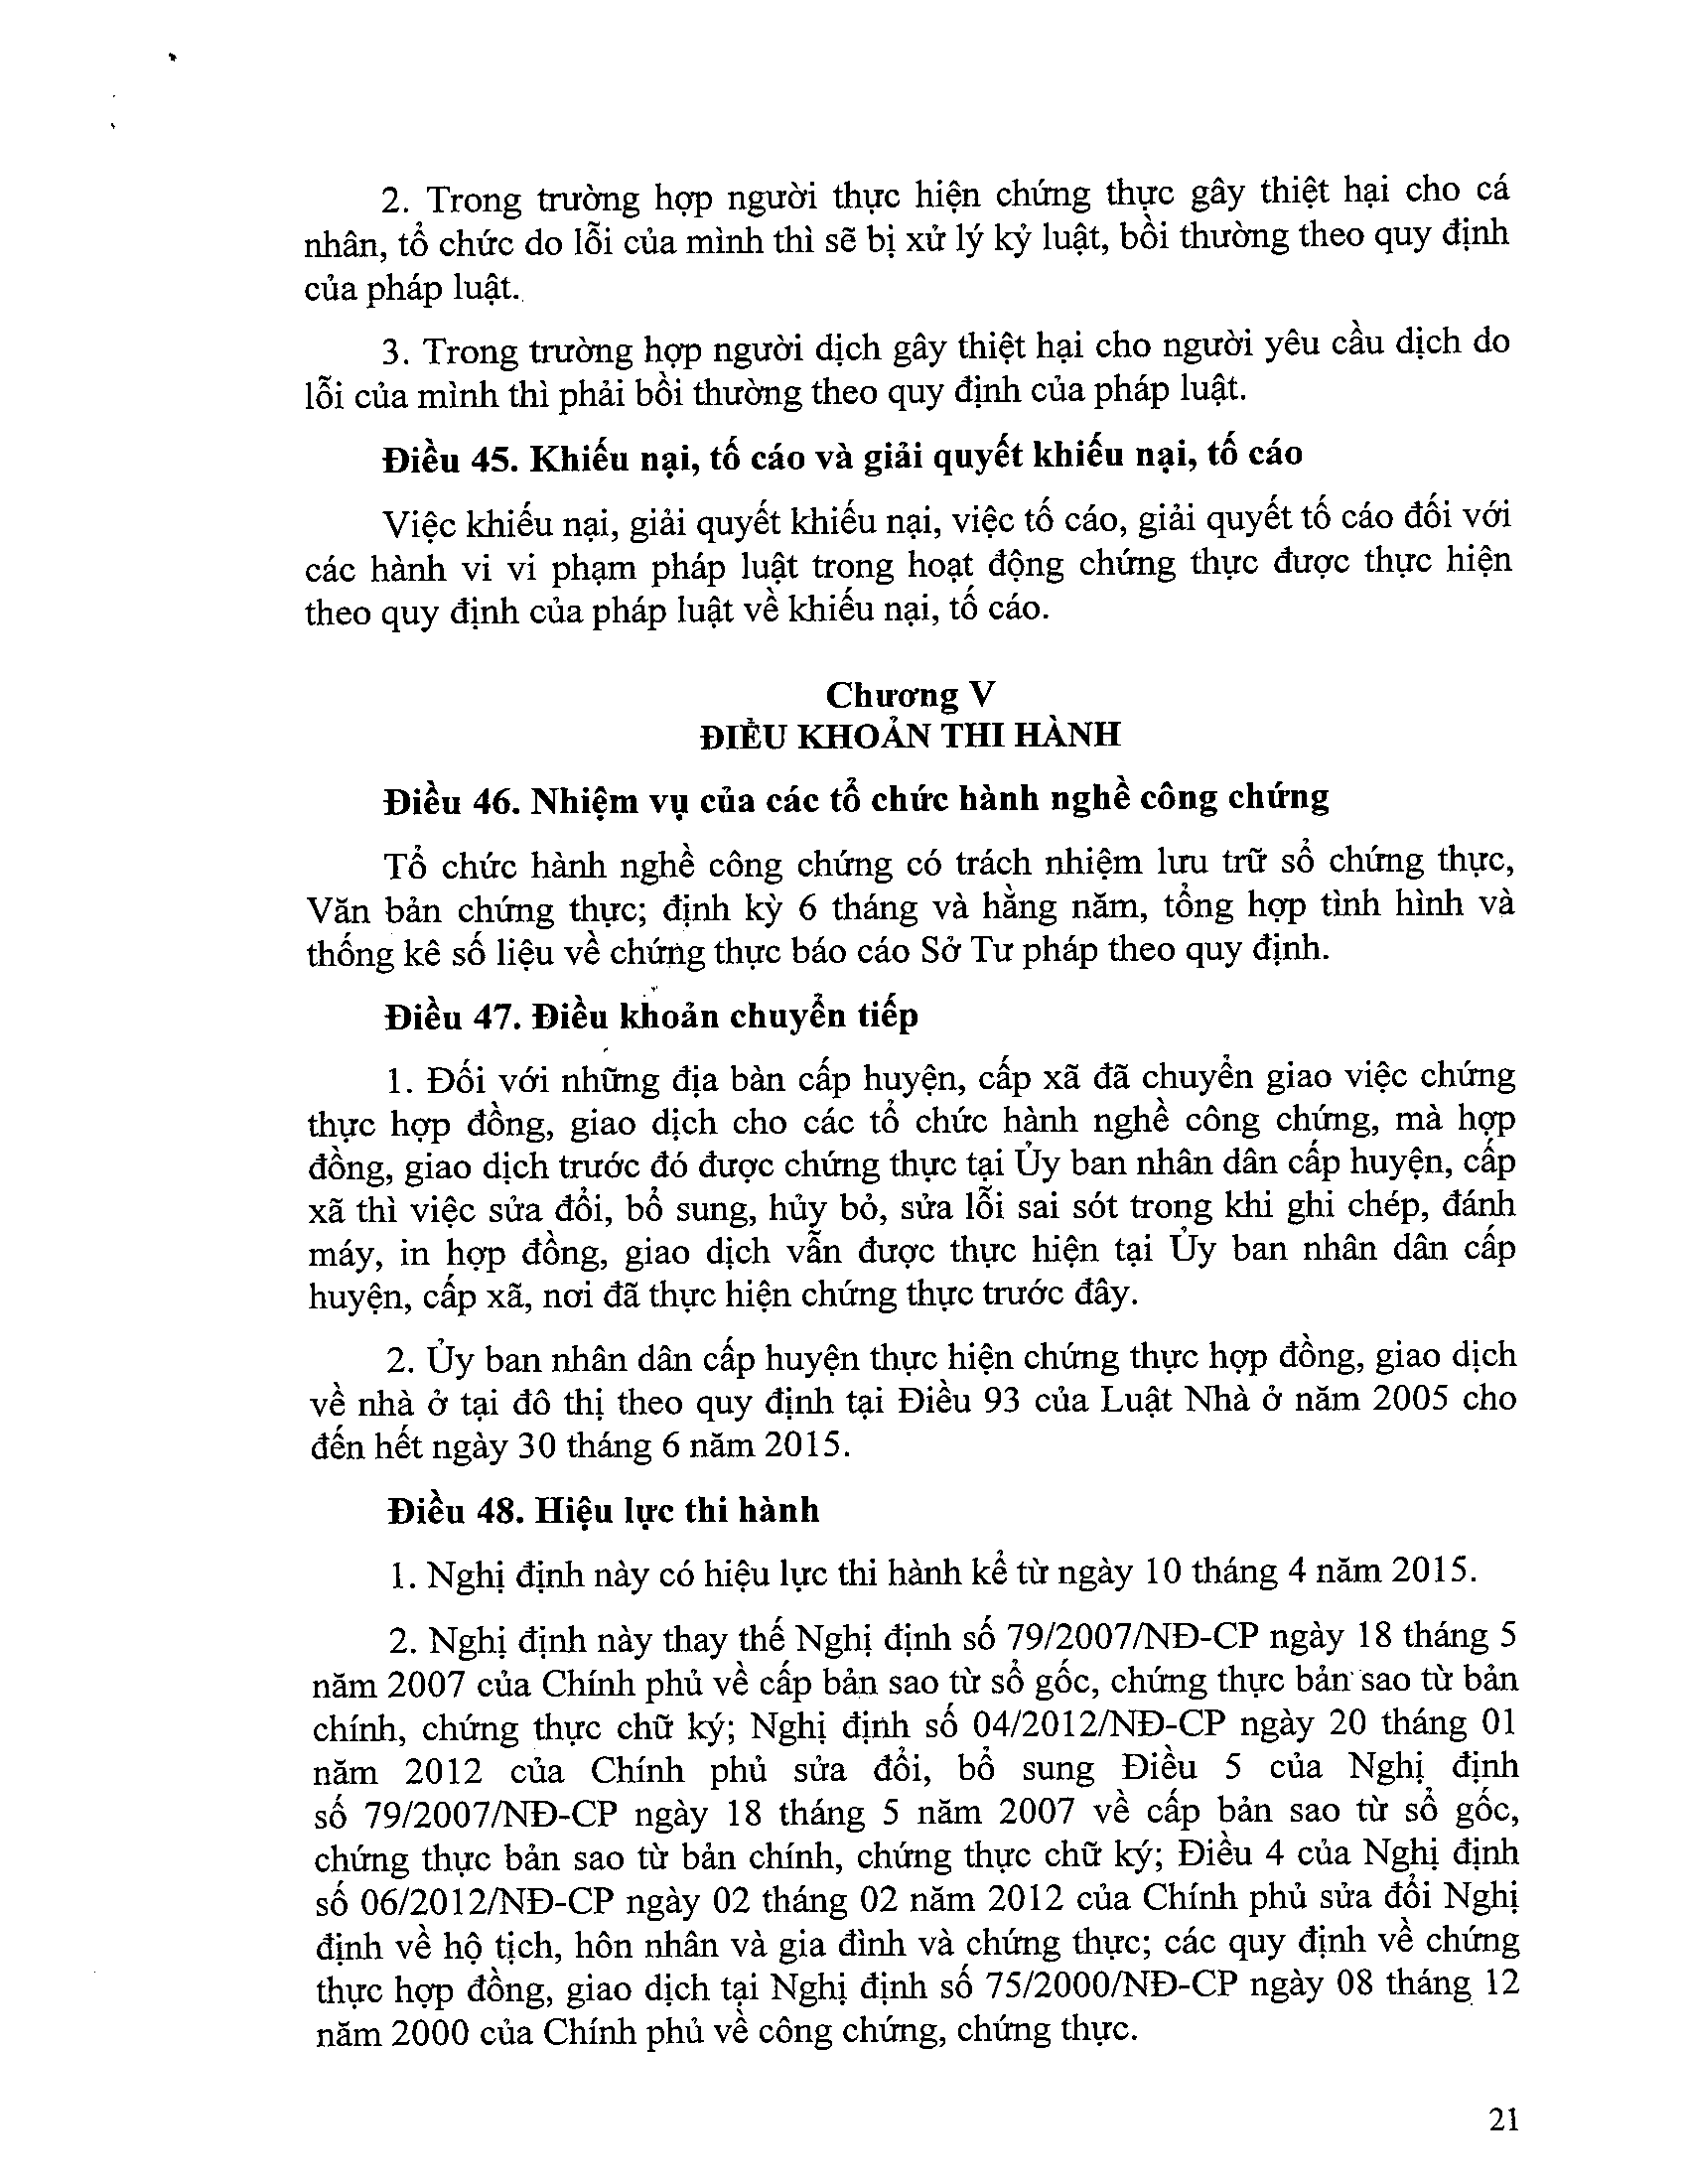 2. Trong trường hợp người thực hiện chứng thực gây thiệt hại cho cá
nhân, tổ chức do lỗi của mình thì sẽ bị xử lý kỷ luật, bồi thường theo quy định
của pháp luật.
3. Trong trường hợp người dịch gây thiệt hại cho người yêu cầu dịch do
lỗi của mình thì phải bồi thường theo quy định của pháp luật.
Điều 45. Khiếu nại, tố cáo và giải quyết khiếu nại, tố cáo
Việc khiếu nại, giải quyết khiếu nại, việc tố cáo, giải quyết tố cáo đối với
các hành vi vi phạm pháp luật trong hoạt động chứng thực được thực hiện
theo quy định của pháp luật về khiếu nại, tố cáo.
Chương V
ĐIỀU KHOẢN THI HÀNH
Điều 46. Nhiệm vụ của các tổ chức hành nghề công chứng
Tổ chức hành nghề công chứng có trách nhiệm lưu trữ sổ chứng thực,
Văn bản chứng thực; định kỳ 6 tháng và hằng năm, tổng hợp tình hình và
thống kê số liệu về chứng thực báo cáo Sở Tư pháp theo quy định.
Điều 47. Điều khoản chuyển tiếp
1. Đối với những địa bàn cấp huyện, cấp xã đã chuyển giao việc chứng
thực hợp đồng, giao dịch cho các tổ chức hành nghề công chứng, mà hợp
đồng, giao dịch trước đó được chứng thực tại Ủy ban nhân dân cấp huyện, cấp
xã thì việc sửa đổi, bổ sung, hủy bỏ, sửa lỗi sai sót trong khi ghi chép, đánh
máy, in hợp đồng, giao dịch vẫn được thực hiện tại Ủy ban nhân dân cấp
huyện, cấp xã, nơi đã thực hiện chứng thực trước đây.
2. Ủy ban nhân dân cấp huyện thực hiện chứng thực hợp đồng, giao dịch
về nhà ở tại đô thị theo quy định tại Điều 93 của Luật Nhà ở năm 2005 cho
đến hết ngày 30 tháng 6 năm 2015.
Điều 48. Hiệu lực thi hành
1. Nghị định này có hiệu lực thi hành kể từ ngày 10 tháng 4 năm 2015.
2. Nghị định này thay thế Nghị định số 79/2007/NĐ-CP ngày 18 tháng 5
năm 2007 của Chính phủ về cấp bản sao từ sổ gốc, chứng thực bản sao từ bản
chính, chứng thực chữ ký; Nghị định số 04/2012/NĐ-CP ngày 20 tháng 01
năm 2012 của Chính phủ sửa đổi, bổ sung Điều 5 của Nghị định
số 79/2007/NĐ-CP ngày 18 tháng 5 năm 2007 về cấp bản sao từ sổ gốc,
chứng thực bản sao từ bản chính, chứng thực chữ ký; Điều 4 của Nghị định
số 06/2012/NĐ-CP ngày 02 tháng 02 năm 2012 của Chính phủ sửa đổi Nghị
định về hộ tịch, hôn nhân và gia đình và chứng thực; các quy định về chứng
thực hợp đồng, giao dịch tại Nghị định số 75/2000/NĐ-CP ngày 08 tháng 12
năm 2000 của Chính phủ về công chứng, chứng thực.
21